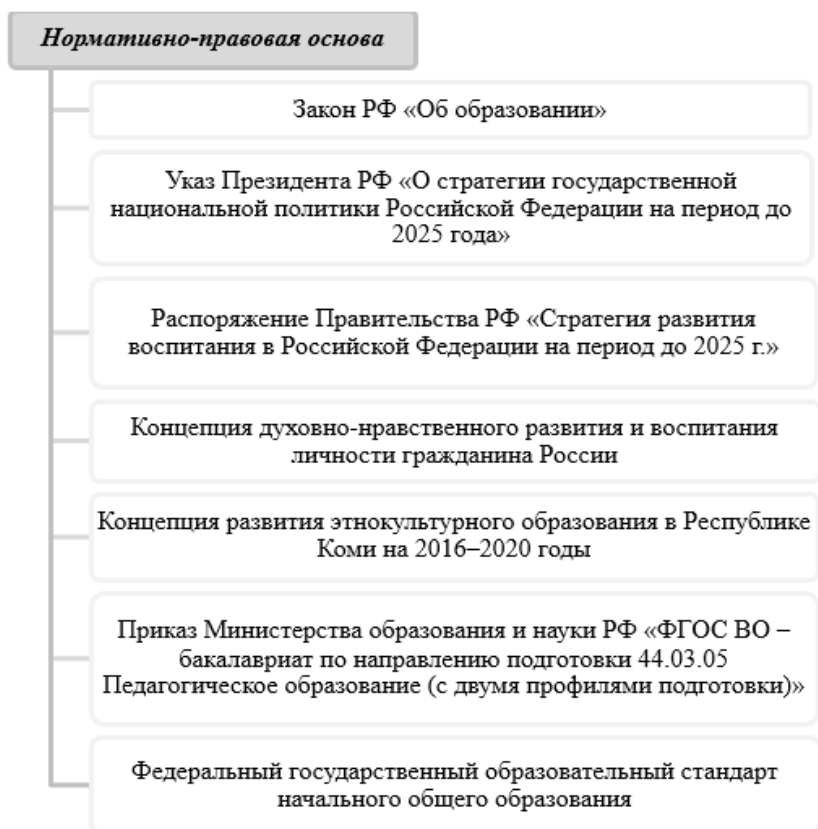 Нормативно-правовая основа
Закон РФ «Об образовании»
Указ Президента РФ «О стратегии государственной
национальной политики Российской Федерации на период до
2025 года»
Распоряжение Правительства РФ «Стратегия развития
воспитания в Российской Федерации на период до 2025 г.»
Концепция духовно-нравственного развития и воспитания
личности гражданина России
Концепция развития этнокультурного образования в Республике
Коми на 2016–2020 годы
Приказ Министерства образования и науки РФ «ФГОС ВО –
бакалавриат по направлению подготовки 44.03.05
Педагогическое образование (с двумя профилями подготовки)»
Федеральный государственный образовательный стандарт
начального общего образования